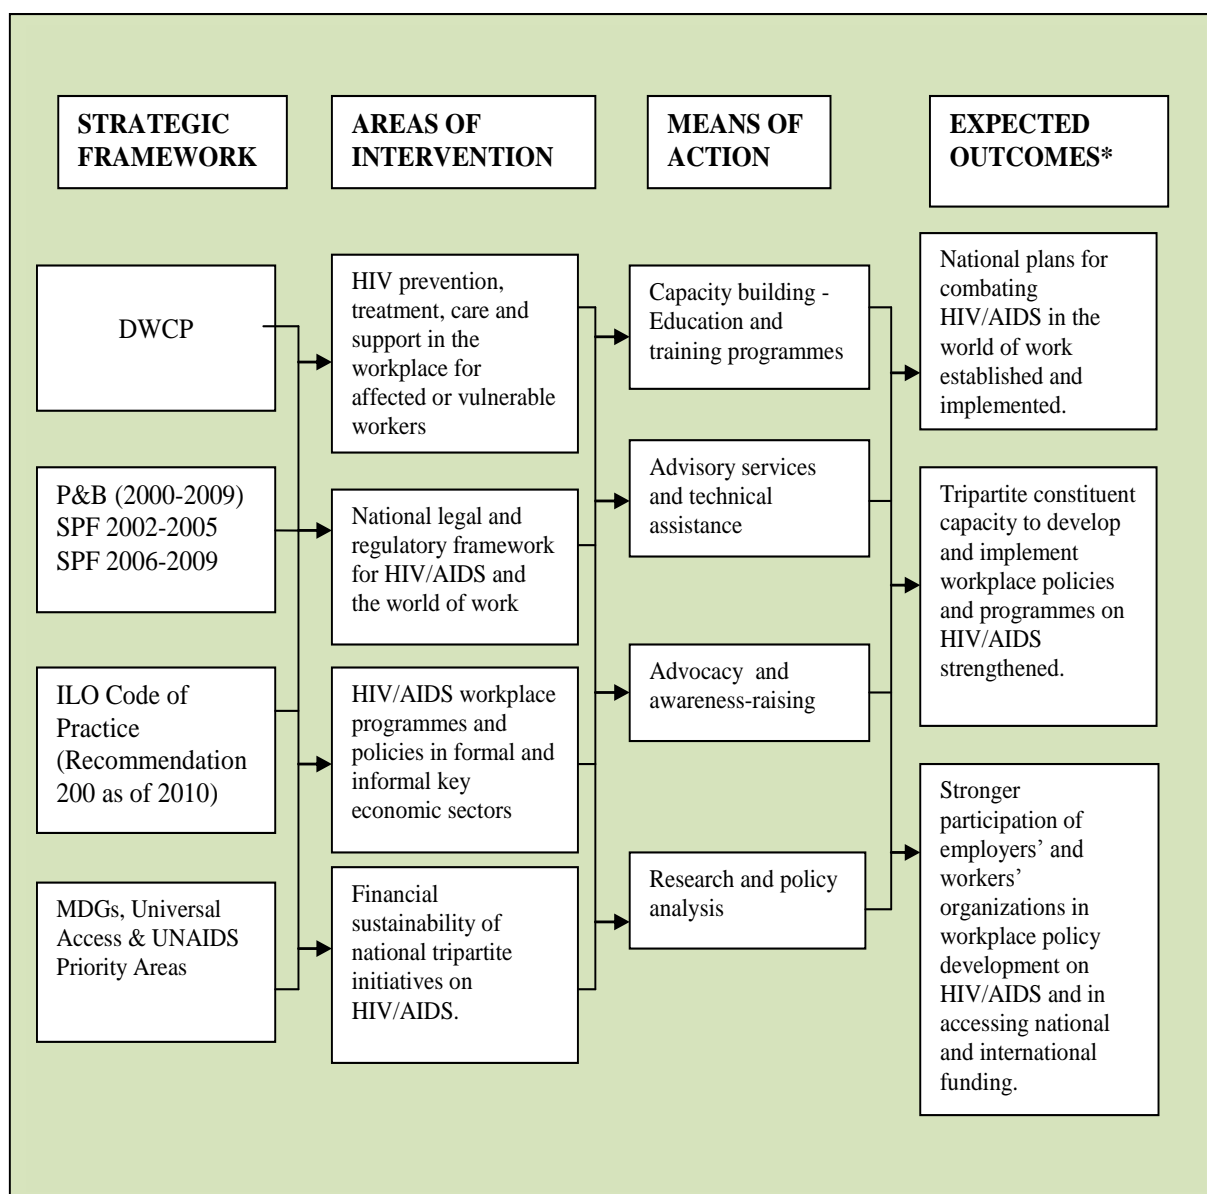 STRATEGIC
FRAMEWORK
AREAS OF
INTERVENTION
MEANS OF
ACTION
EXPECTED
OUTCOMES*
DWCP
P&B (2000-2009)
SPF 2002-2005
SPF 2006-2009
ILO Code of
Practice
(Recommendation
200 as of 2010)
MDGs, Universal
Access & UNAIDS
Priority Areas
HIV prevention,
treatment, care and
support in the
workplace for
affected or vulnerable
workers
National legal and
regulatory framework
for HIV/AIDS and
the world of work
HIV/AIDS workplace
programmes and
policies in formal and
informal key
economic sectors
Financial
sustainability of
national tripartite
initiatives on
HIV/AIDS.
Capacity building -
Education and
training programmes
Advisory services
and technical
assistance
Advocacy and
awareness-raising
Research and policy
analysis
National plans for
combating
HIV/AIDS in the
world of work
established and
implemented.
Tripartite constituent
capacity to develop
and implement
workplace policies
and programmes on
HIV/AIDS
strengthened.
Stronger
participation of
employers’ and
workers’
organizations in
workplace policy
development on
HIV/AIDS and in
accessing national
and international
funding.